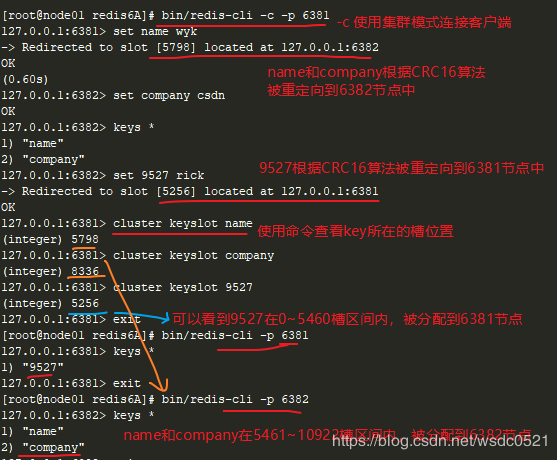 [root@node01 redis6A]# bin/redis-cli -c -p 6381
-c 使用集群模式连接客户端
127.0.0.1:6381> set name wyk
-> Redirected to slot [5798] located at 127.0.0.1:6382
OK
(0.60s)
name和company根据CRC16算法
被重定向到6382节点中
127.0.0.1:6382> set company csdn
OK
127.0.0.1:6382> keys *
1) "name"
2) "company"
9527根据CRC16算法被重定向到6381节点中
127.0.0.1:6382> set 9527 rick
-> Redirected to slot [5256] located at 127.0.0.1:6381
OK
127.0.0.1:6381> cluster keyslot name
使用命令查看key所在的槽位置
(integer) 5798
127.0.0.1:6381> cluster keyslot company
(integer) 8336
127.0.0.1:6381> cluster keyslot 9527
(integer) 5256
127.0.0.1:6381> exit
可以看到9527在0~5460槽区间内，被分配到6381节点
[root@node01 redis6A]# bin/redis-cli -p 6381
127.0.0.1:6381> keys *
1) "9527"
127.0.0.1:6381> exit
[root@node01 redis6A]# bin/redis-cli -p 6382
127.0.0.1:6382> keys *
1) "name"
name和company在5461~10922槽区间内，被分配到6382节点
2) "company"
https://blog.csdn.net/wsdc0521